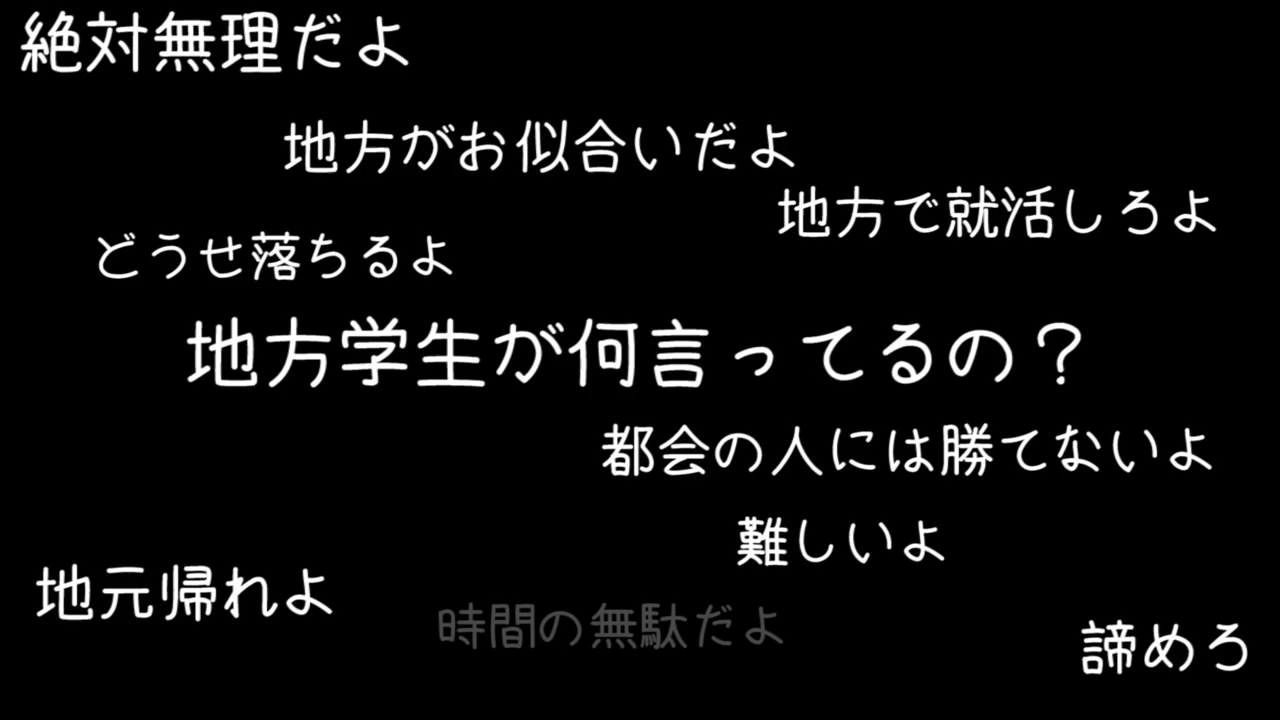 絶対無理だよ
地方がお似合いだよ
地方で就活しろよ
どうせ落ちるよ
地方学生が何言ってるの？
都会の人には勝てないよ
難しいよ
地元帰れよ
時間の無駄だよ
諦めろ